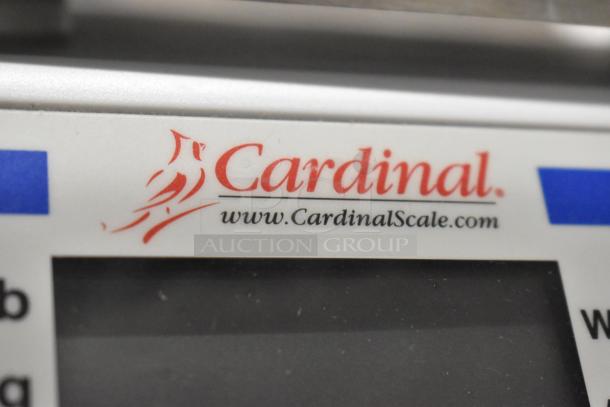 Cardinal.
www.CardinalScale.com
AUCTION GROUP
b
g
W